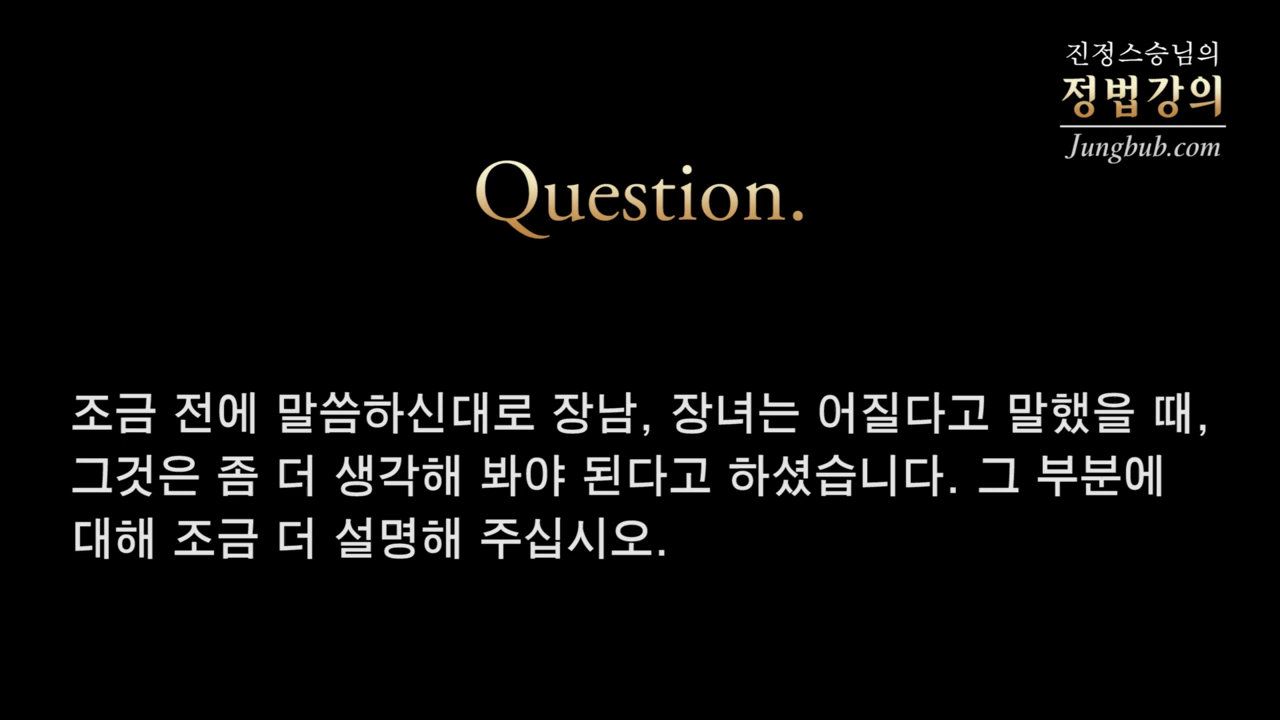 진정스승님의
정법강의
Jungbub.com
Question.
조금 전에 말씀하신대로 장남, 장녀는 어질다고 말했을 때,
그것은 좀 더 생각해 봐야 된다고 하셨습니다. 그 부분에
대해 조금 더 설명해 주십시오.